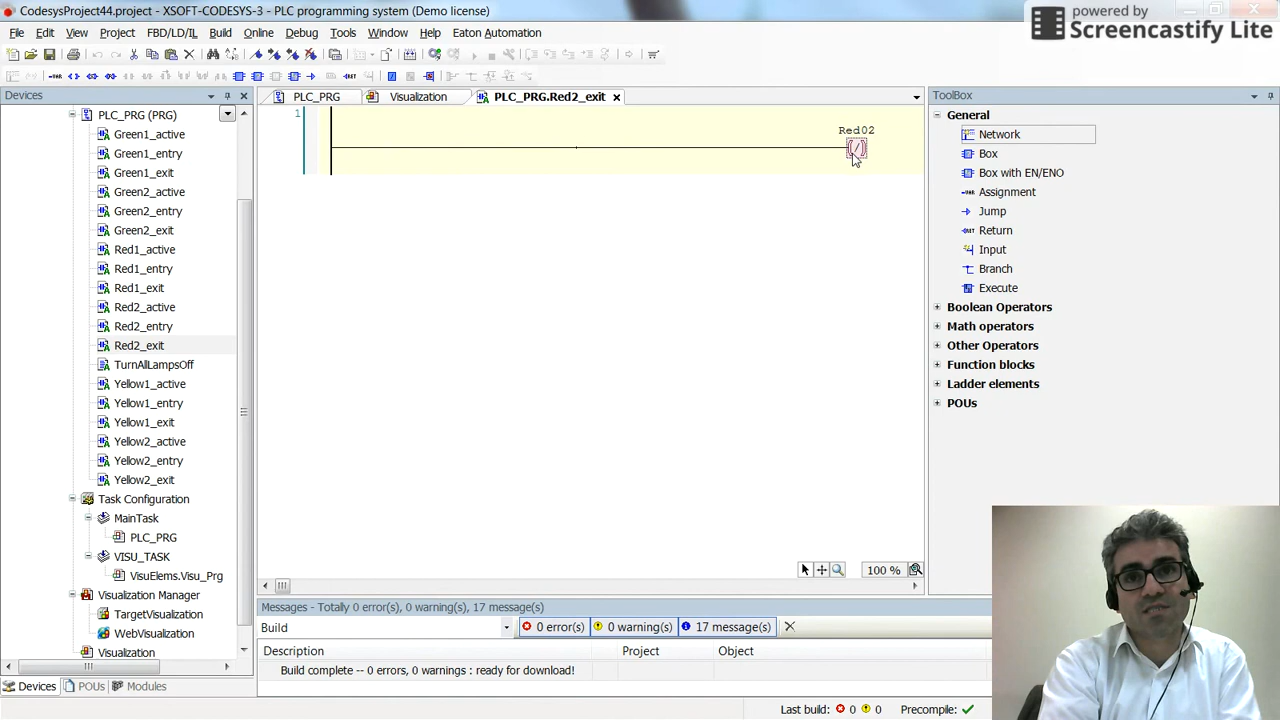 CodesysProject44.project - XSOFT-CODESYS-3 - PLC programming system (Demo license)
powered by
Screencastify Lite
File Edit View Project FBD/LD/IL Build Online Debug Tools Window Help Eaton Automation
Devices
PLC_PRG Visualization PLC_PRG.Red2_exit
ToolBox
PLC_PRG (PRG)
Green1_active
Green1_entry
Green1_exit
Green2_active
Green2_entry
Green2_exit
Red1_active
Red1_entry
Red1_exit
Red2_active
Red2_entry
Red2_exit
TurnAllLampsOff
Yellow1_active
Yellow1_entry
Yellow1_exit
Yellow2_active
Yellow2_entry
Yellow2_exit
Task Configuration
MainTask
PLC_PRG
VISU_TASK
VisuElems.Visu_Prg
Visualization Manager
TargetVisualization
WebVisualization
Visualization
Devices POUs Modules
1
Red02
100 %
General
Network
Box
Box with EN/ENO
Assignment
Jump
Return
Input
Branch
Execute
Boolean Operators
Math operators
Other Operators
Function blocks
Ladder elements
POUs
Messages - Totally 0 error(s), 0 warning(s), 17 message(s)
Build 0 error(s) 0 warning(s) 17 message(s)
Description Project Object
Build complete -- 0 errors, 0 warnings : ready for download!
Last build: 0 0 Precompile: